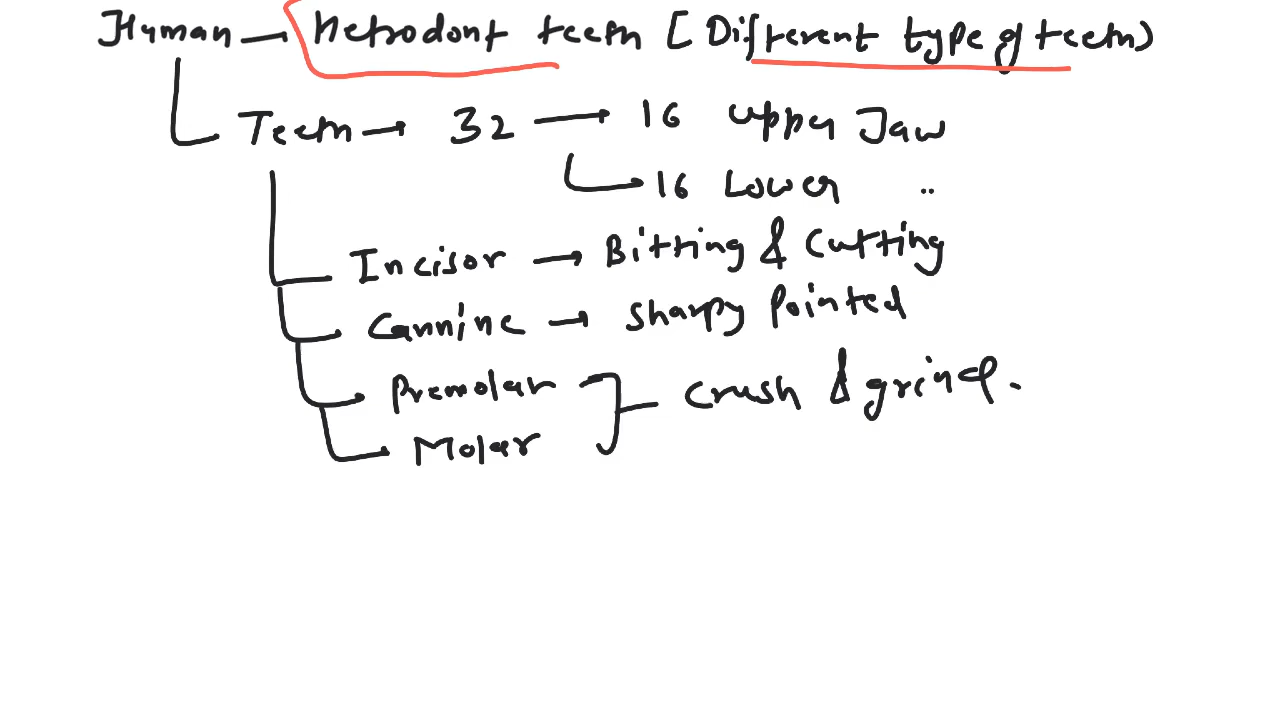 Human → Hetrodont teeth [Different type of teeth)
Teeth → 32 → 16 upper Jaw
→ 16 Lower ..
Incisor → Bitting & Cutting
Cannine → Sharpy Pointed
Premolar
Molar
Crush & grind.